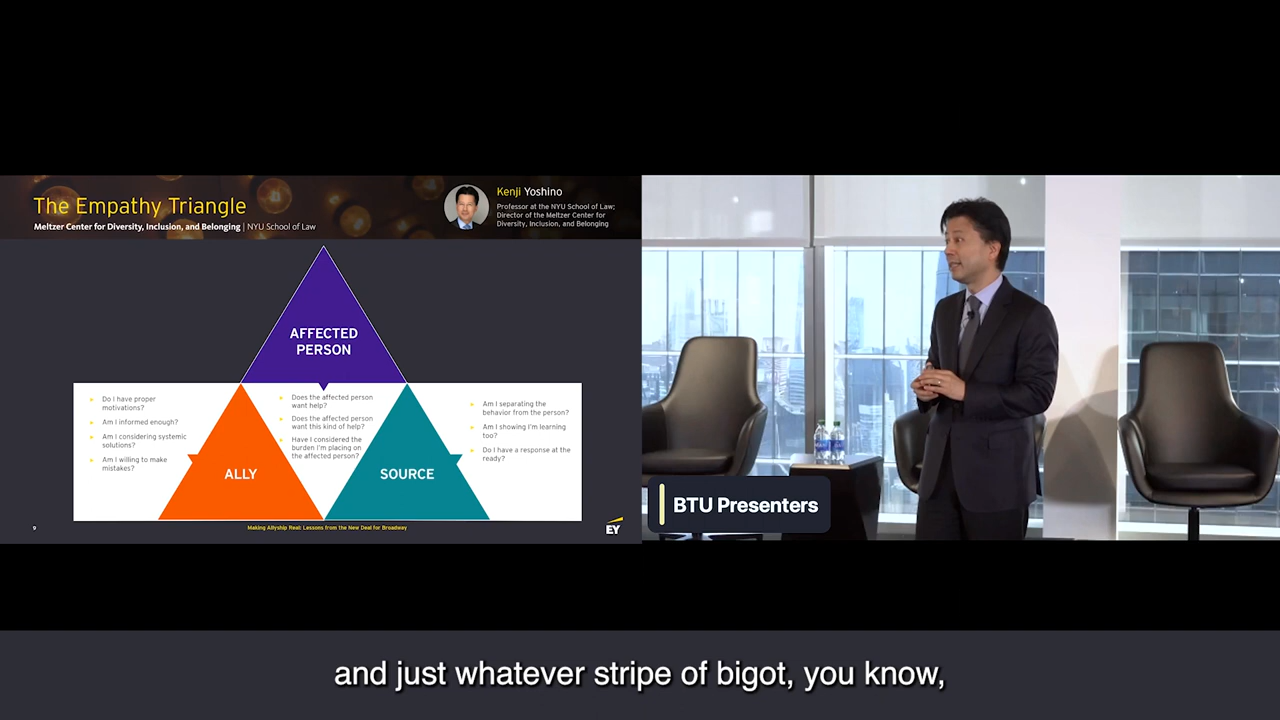 The Empathy Triangle
Meltzer Center for Diversity, Inclusion, and Belonging | NYU School of Law
Kenji Yoshino
Professor at the NYU School of Law;
Director of the Meltzer Center for
Diversity, Inclusion, and Belonging
AFFECTED
PERSON
Do I have proper
motivations?
Am I informed enough?
Am I considering systemic
solutions?
Am I willing to make
mistakes?
ALLY
Does the affected person
want help?
Does the affected person
want this kind of help?
Have I considered the
burden I'm placing on
the affected person?
SOURCE
Am I separating the
behavior from the person?
Am I showing I'm learning
too?
Do I have a response at the
ready?
9
Making Allyship Real: Lessons from the New Deal for Broadway
EY
BTU Presenters
and just whatever stripe of bigot, you know,